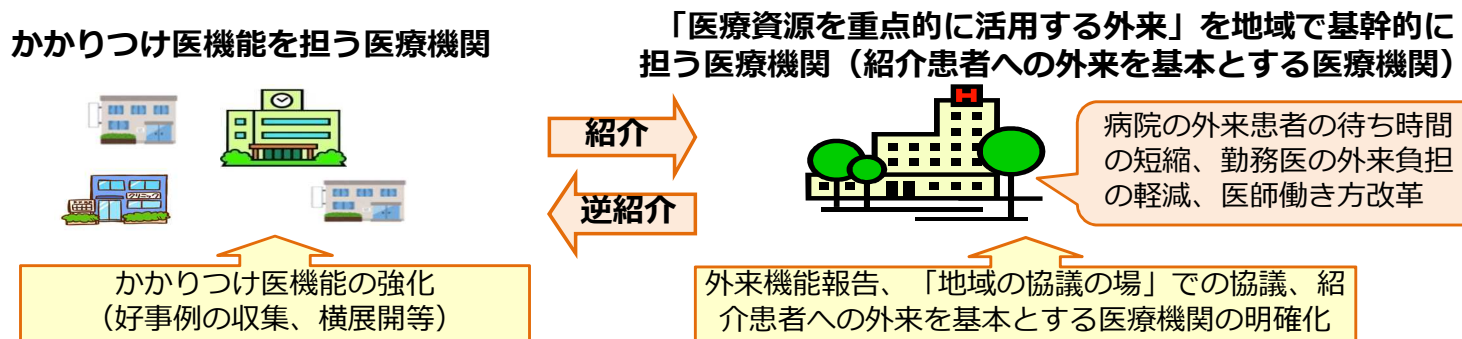 かかりつけ医機能を担う医療機関
「医療資源を重点的に活用する外来」を地域で基幹的に
担う医療機関（紹介患者への外来を基本とする医療機関）
紹介
逆紹介
H
クリニック
病院の外来患者の待ち時間
の短縮、勤務医の外来負担
の軽減、医師働き方改革
かかりつけ医機能の強化
（好事例の収集、横展開等）
外来機能報告、「地域の協議の場」での協議、紹
介患者への外来を基本とする医療機関の明確化